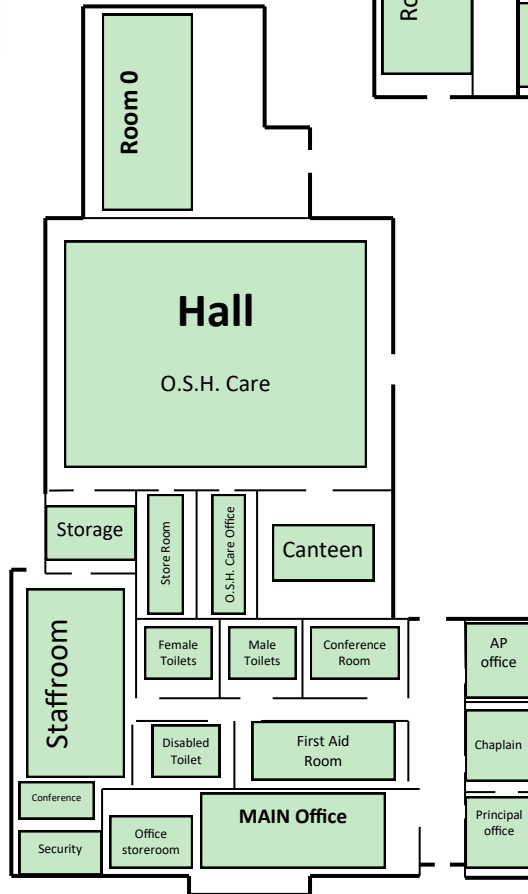 Ro
Room 0
Hall
O.S.H. Care
Storage
Store Room
O.S.H. Care Office
Canteen
Staffroom
Female
Toilets
Male
Toilets
Conference
Room
AP
office
Disabled
Toilet
First Aid
Room
Chaplain
Conference
MAIN Office
Office
storeroom
Security
Principal
office